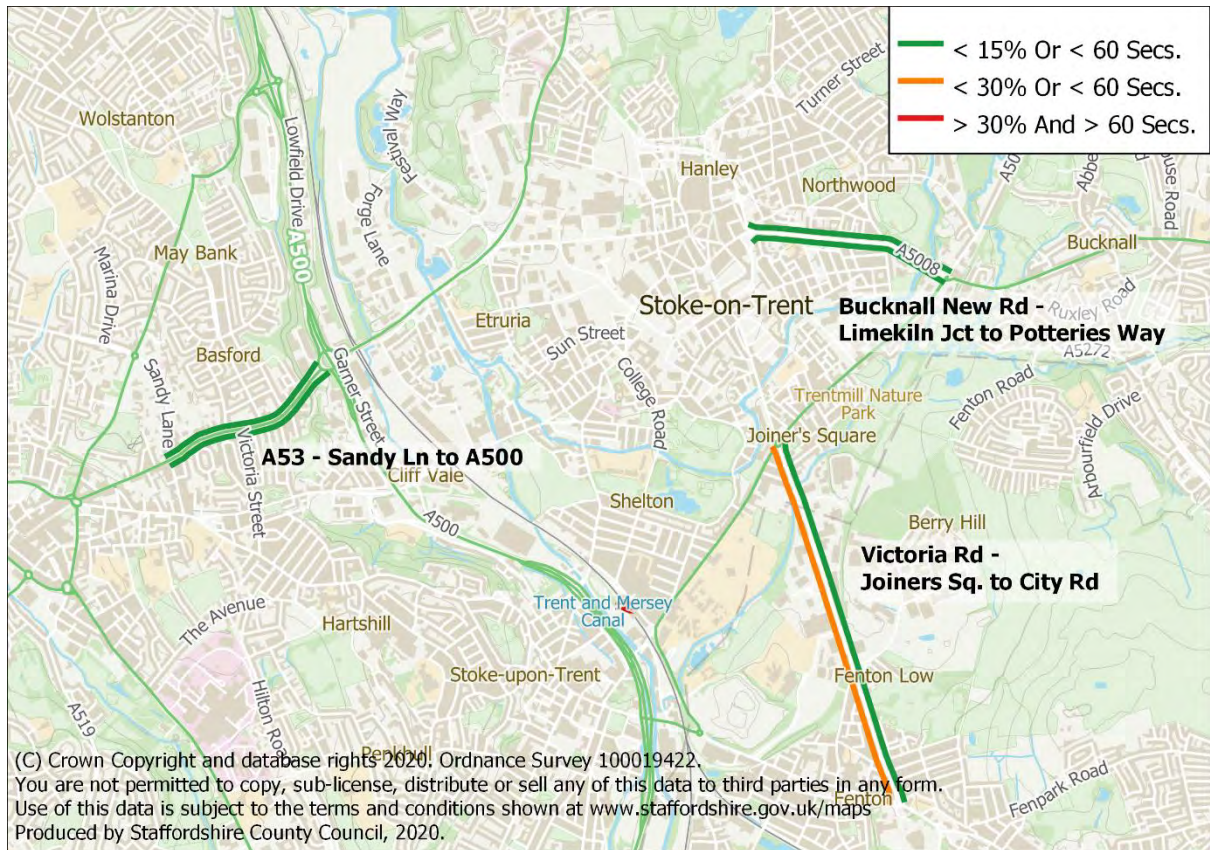 < 15% Or < 60 Secs.
< 30% Or < 60 Secs.
> 30% And > 60 Secs.
Turner Street
Wolstanton
Lowfield Drive
Festival Way
Forge Lane
Hanley
Northwood
A50
Abbe
ouse Road
Bucknall
May Bank
Marina Drive
A500
A5008
Etruria
Stoke-on-Trent
Bucknall New Rd -
Limekiln Jct to Potteries Way
Ruxley Road
A5272
Sun Street
Basford
Garner Street
College Road
Sandy Lane
Victoria Street
Trentmill Nature
Park
Fenton Road
Arbourfield Drive
Joiner's Square
A53 - Sandy Ln to A500
Cliff Vale
A500
Shelton
Berry Hill
Victoria Rd -
Joiners Sq. to City Rd
The Avenue
Hartshill
Trent and Mersey
Canal
Stoke-upon-Trent
Fenton Low
Hilton Road
A519
Penkhull
Fenton
Fenpark Road
(C) Crown Copyright and database rights 2020. Ordnance Survey 100019422.
You are not permitted to copy, sub-license, distribute or sell any of this data to third parties in any form.
Use of this data is subject to the terms and conditions shown at www.staffordshire.gov.uk/maps
Produced by Staffordshire County Council, 2020.